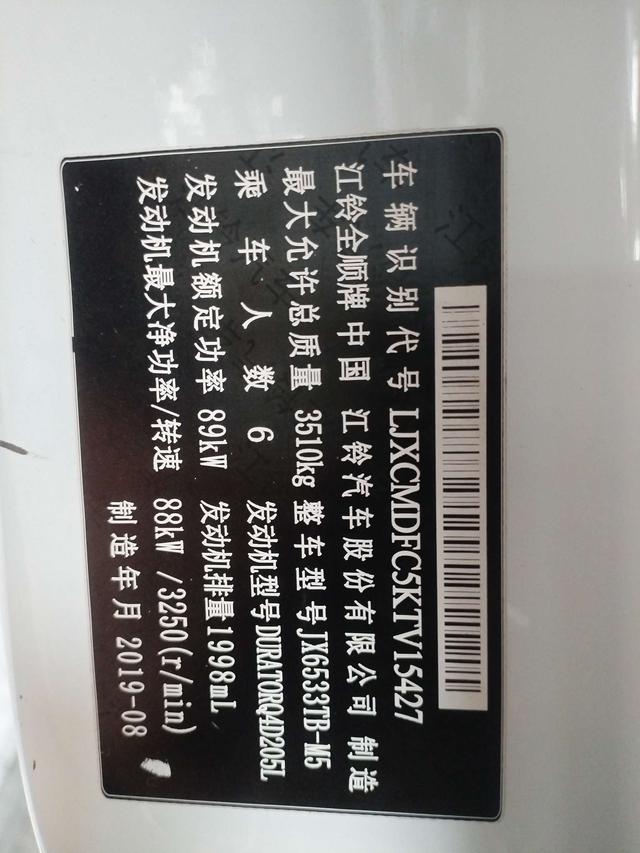 车辆识别代号 LJXCMDFC5KTV15427
江铃全顺牌 中国 江铃汽车股份有限公司 制造
最大允许总质量 3510kg 整车型号 JX6533TB-M5
乘车人数 6 发动机型号 DURATORQ4D205L
发动机额定功率 89kW 发动机排量 1998mL
发动机最大净功率/转速 88kW /3250(r/min)
制造年月 2019-08